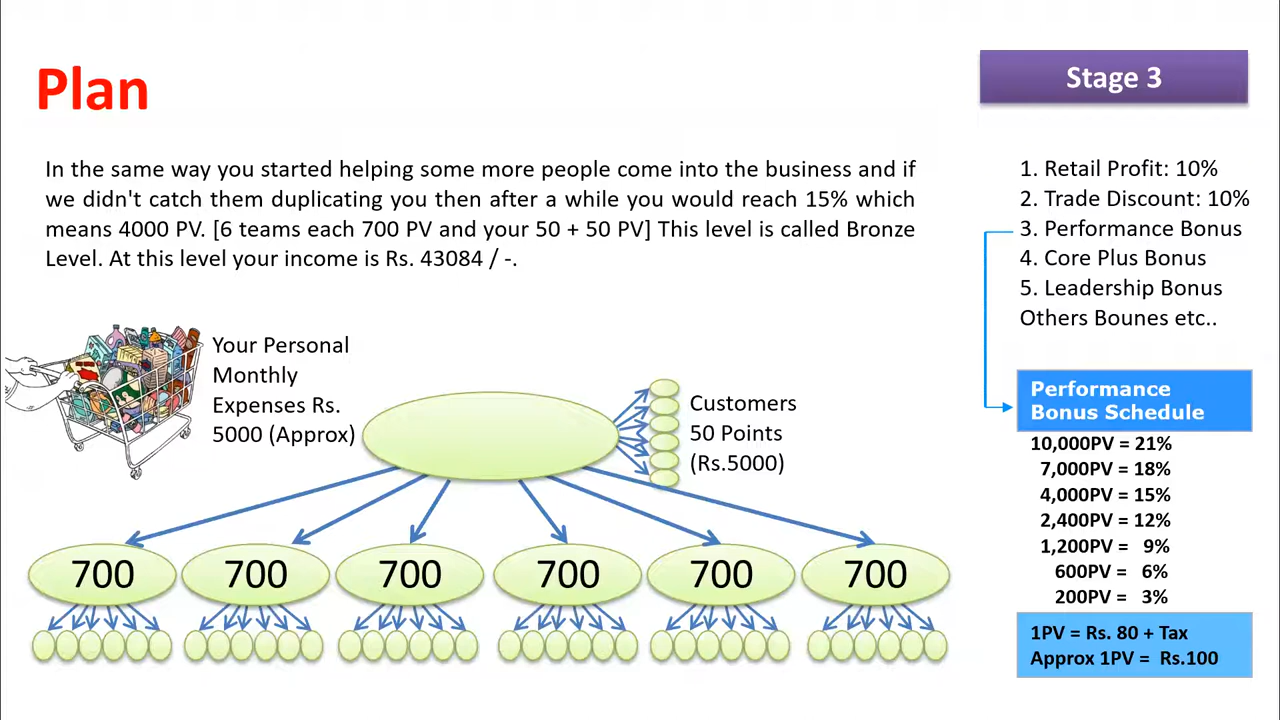 Plan
Stage 3
In the same way you started helping some more people come into the business and if
we didn't catch them duplicating you then after a while you would reach 15% which
means 4000 PV. [6 teams each 700 PV and your 50 + 50 PV] This level is called Bronze
Level. At this level your income is Rs. 43084 / -.
1. Retail Profit: 10%
2. Trade Discount: 10%
3. Performance Bonus
4. Core Plus Bonus
5. Leadership Bonus
Others Bounes etc..
Your Personal
Monthly
Expenses Rs.
5000 (Approx)
Customers
50 Points
(Rs.5000)
700
700
700
700
700
700
Performance
Bonus Schedule
10,000PV = 21%
7,000PV = 18%
4,000PV = 15%
2,400PV = 12%
1,200PV = 9%
600PV = 6%
200PV = 3%
1PV = Rs. 80 + Tax
Approx 1PV = Rs.100